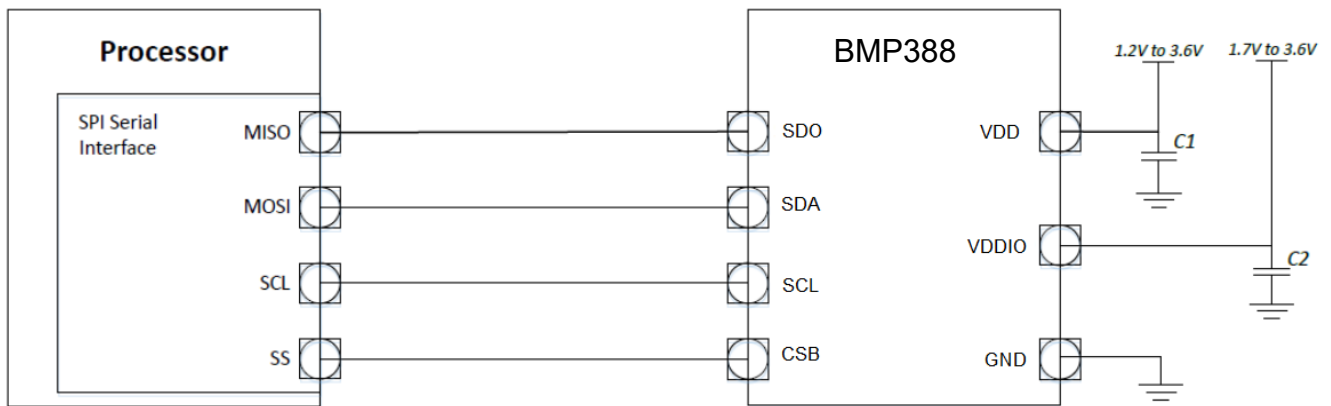 Processor
SPI Serial
Interface
MISO
MOSI
SCL
SS
BMP388
SDO
SDA
SCL
CSB
VDD
VDDIO
GND
1.2V to 3.6V
1.7V to 3.6V
C1
C2